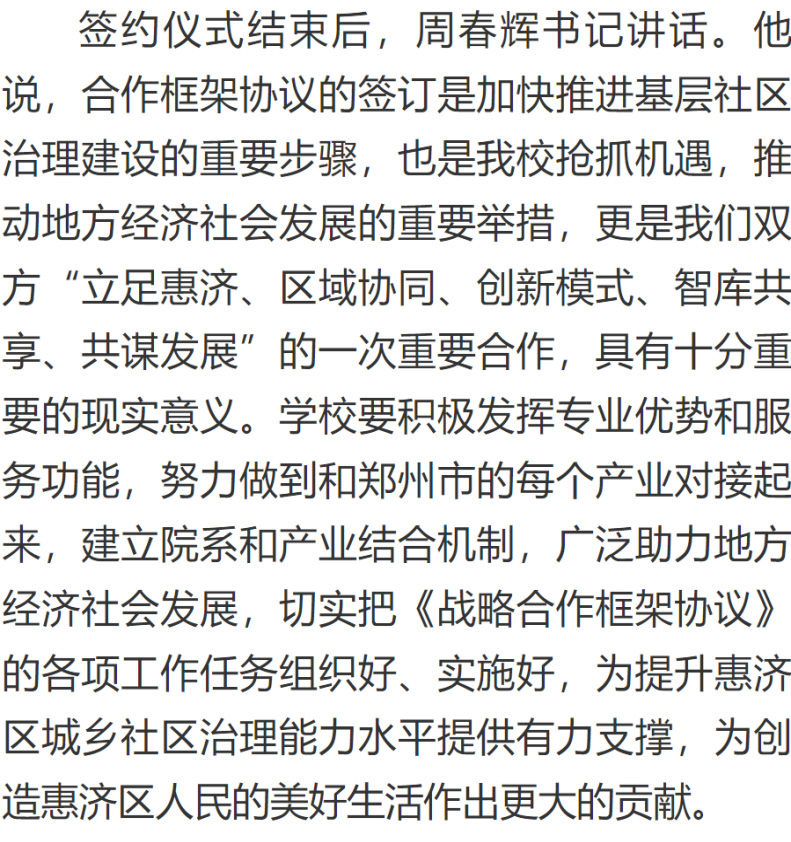 签约仪式结束后，周春辉书记讲话。他
说，合作框架协议的签订是加快推进基层社区
治理建设的重要步骤，也是我校抢抓机遇，推
动地方经济社会发展的重要举措，更是我们双
方“立足惠济、区域协同、创新模式、智库共
享、共谋发展”的一次重要合作，具有十分重
要的现实意义。学校要积极发挥专业优势和服
务功能，努力做到和郑州市的每个产业对接起
来，建立院系和产业结合机制，广泛助力地方
经济社会发展，切实把《战略合作框架协议》
的各项工作任务组织好、实施好，为提升惠济
区城乡社区治理能力水平提供有力支撑，为创
造惠济区人民的美好生活作出更大的贡献。